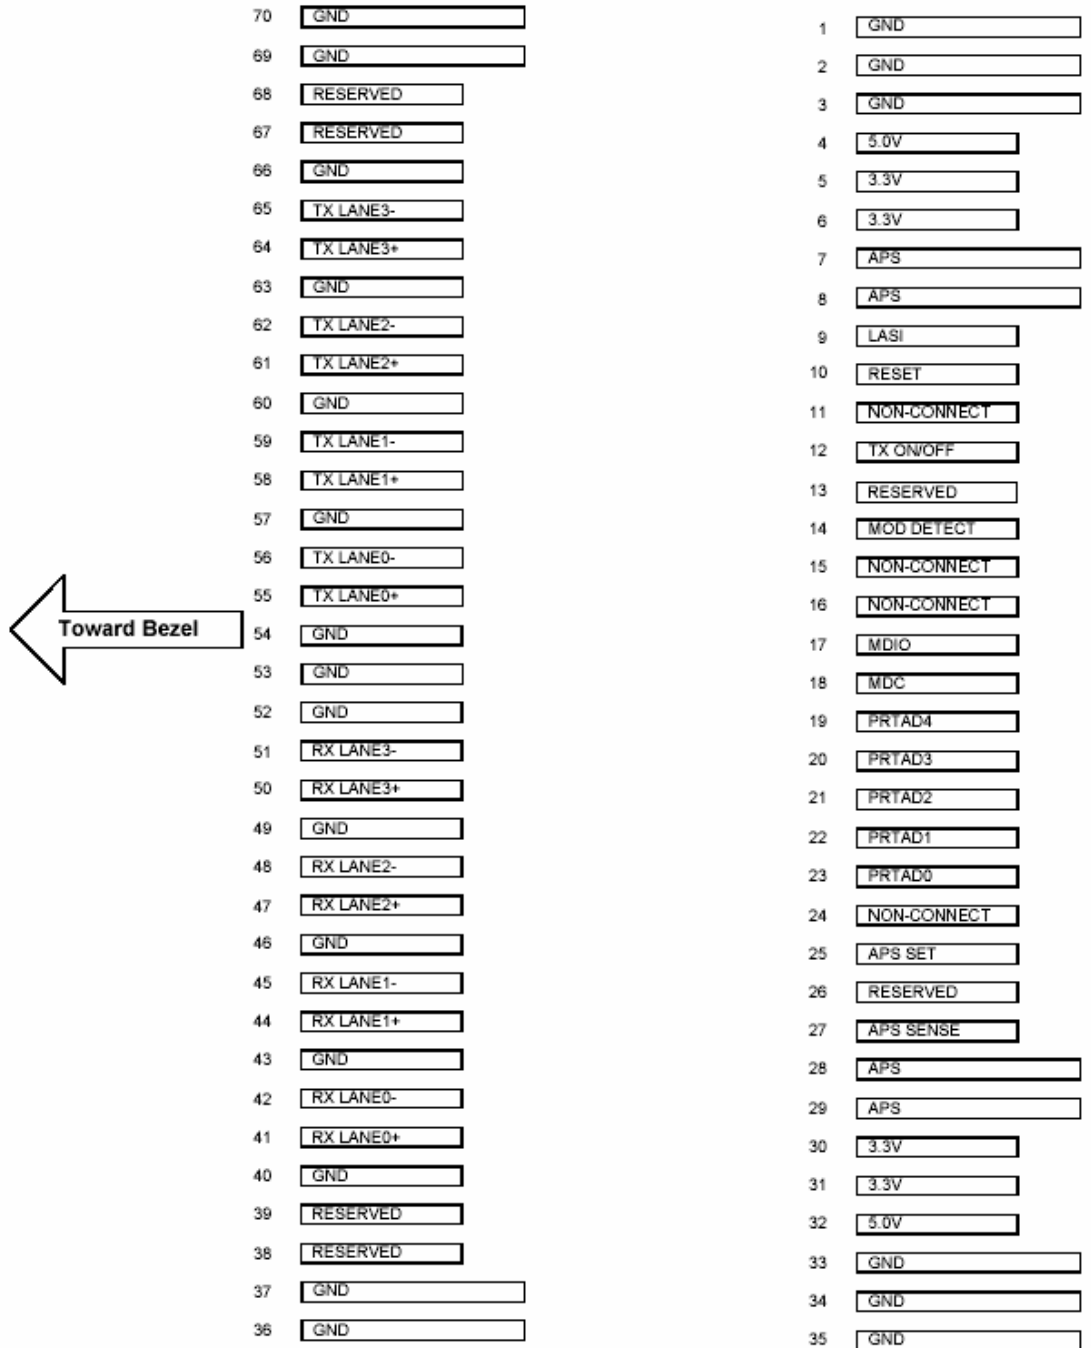 70 GND
69 GND
68 RESERVED
67 RESERVED
66 GND
65 TX LANE3-
64 TX LANE3+
63 GND
62 TX LANE2-
61 TX LANE2+
60 GND
59 TX LANE1-
58 TX LANE1+
57 GND
56 TX LANE0-
55 TX LANE0+
Toward Bezel
54 GND
53 GND
52 GND
51 RX LANE3-
50 RX LANE3+
49 GND
48 RX LANE2-
47 RX LANE2+
46 GND
45 RX LANE1-
44 RX LANE1+
43 GND
42 RX LANE0-
41 RX LANE0+
40 GND
39 RESERVED
38 RESERVED
37 GND
36 GND
1 GND
2 GND
3 GND
4 5.0V
5 3.3V
6 3.3V
7 APS
8 APS
9 LASI
10 RESET
11 NON-CONNECT
12 TX ON/OFF
13 RESERVED
14 MOD DETECT
15 NON-CONNECT
16 NON-CONNECT
17 MDIO
18 MDC
19 PRTAD4
20 PRTAD3
21 PRTAD2
22 PRTAD1
23 PRTAD0
24 NON-CONNECT
25 APS SET
26 RESERVED
27 APS SENSE
28 APS
29 APS
30 3.3V
31 3.3V
32 5.0V
33 GND
34 GND
35 GND